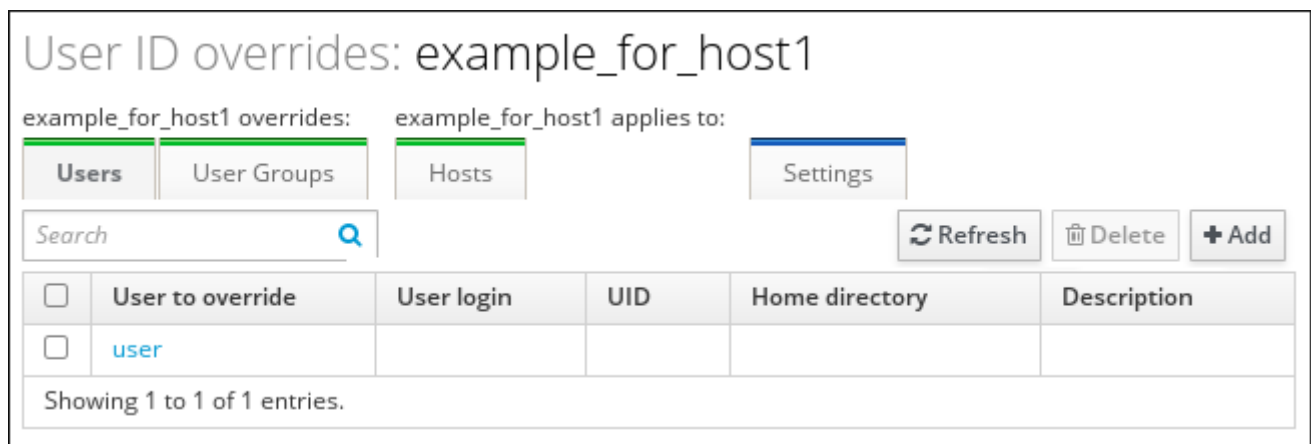 User ID overrides: example_for_host1
example_for_host1 overrides: example_for_host1 applies to:
Users User Groups Hosts Settings
Search Refresh Delete Add
User to override User login UID Home directory Description
user
Showing 1 to 1 of 1 entries.